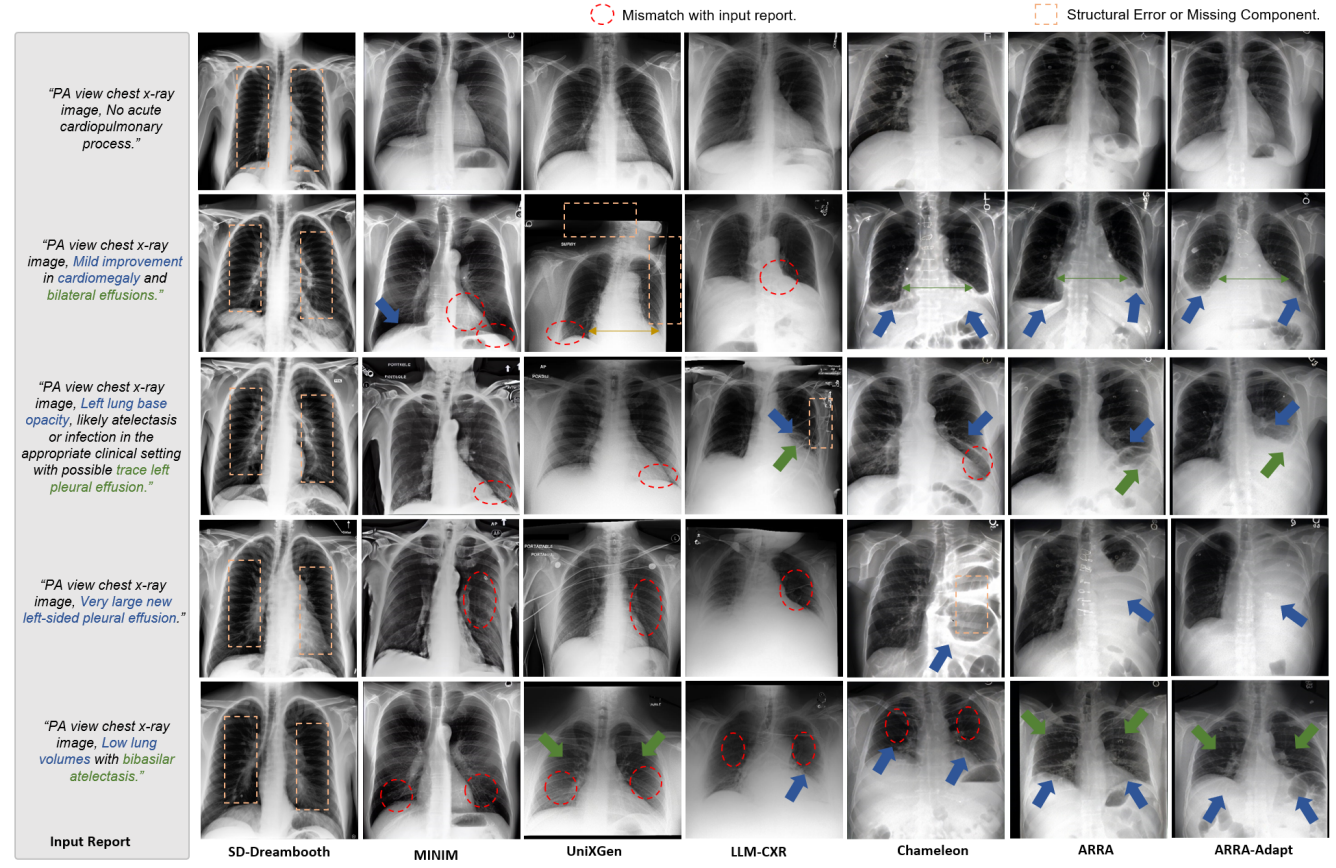 Mismatch with input report.
Structural Error or Missing Component.
“PA view chest x-ray
image, No acute
cardiopulmonary
process.”
“PA view chest x-ray
image, Mild improvement
in cardiomegaly and
bilateral effusions.”
“PA view chest x-ray
image, Left lung base
opacity, likely atelectasis
or infection in the
appropriate clinical setting
with possible trace left
pleural effusion.”
PORTABLE
PORTABLE
AP
“PA view chest x-ray
image, Very large new
left-sided pleural effusion.”
AP
“PA view chest x-ray
image, Low lung
volumes with bibasilar
atelectasis.”
Input Report
SD-Dreambooth
MINIM
UniXGen
LLM-CXR
Chameleon
ARRA
ARRA-Adapt